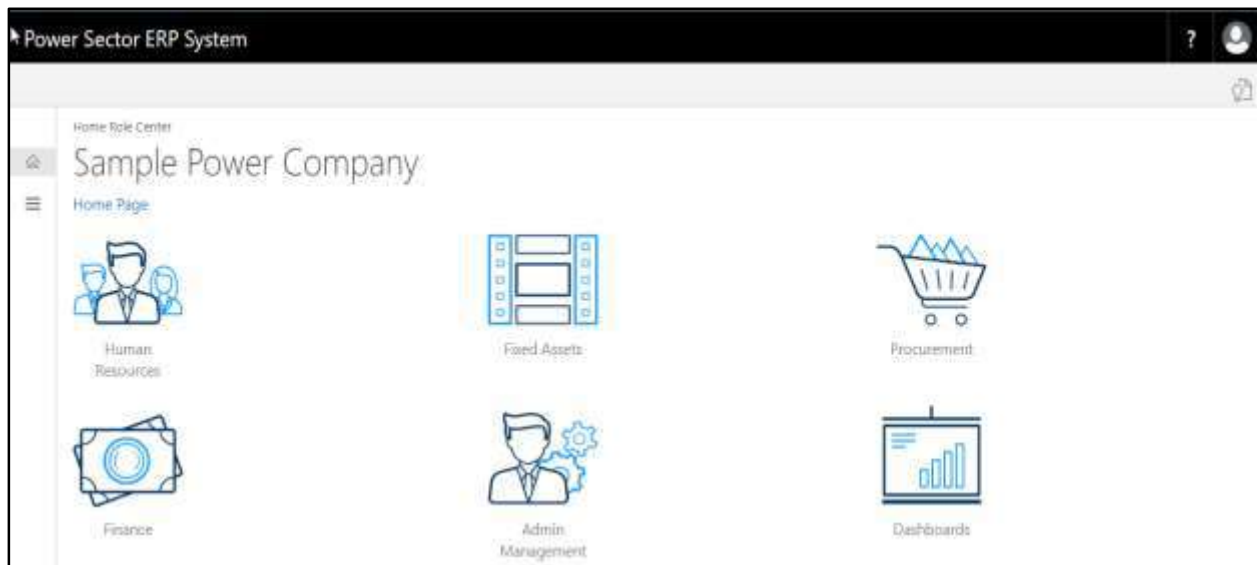 Power Sector ERP System
?
Home Role Center
Sample Power Company
Home Page
Human
Resources
Fixed Assets
Procurement
Finance
Admin
Management
Dashboards